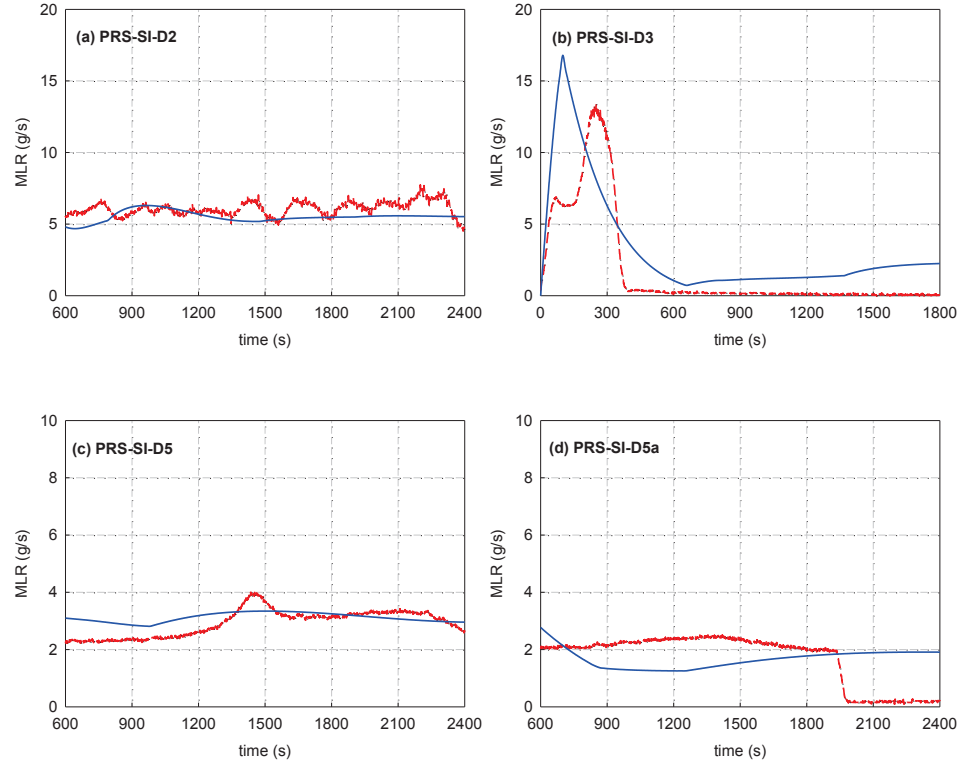 (a) PRS-SI-D2
MLR (g/s)
20
15
10
5
0
600 900 1200 1500 1800 2100 2400
time (s)
(b) PRS-SI-D3
MLR (g/s)
20
15
10
5
0
0 300 600 900 1200 1500 1800
time (s)
(c) PRS-SI-D5
MLR (g/s)
10
8
6
4
2
0
600 900 1200 1500 1800 2100 2400
time (s)
(d) PRS-SI-D5a
MLR (g/s)
10
8
6
4
2
0
600 900 1200 1500 1800 2100 2400
time (s)